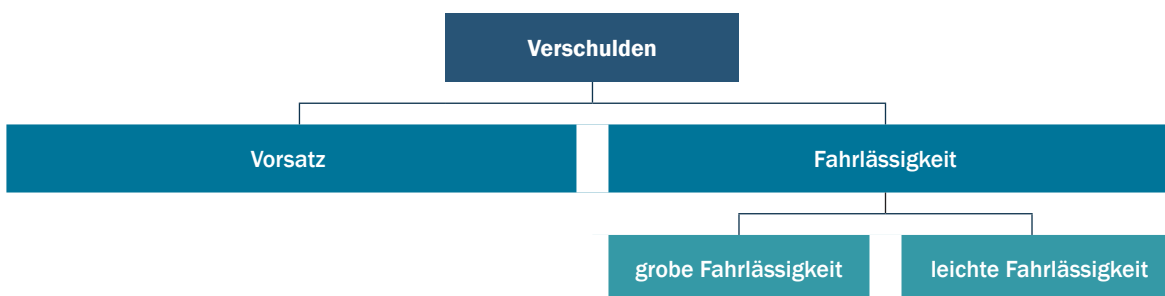 Verschulden
Vorsatz
Fahrlässigkeit
grobe Fahrlässigkeit
leichte Fahrlässigkeit